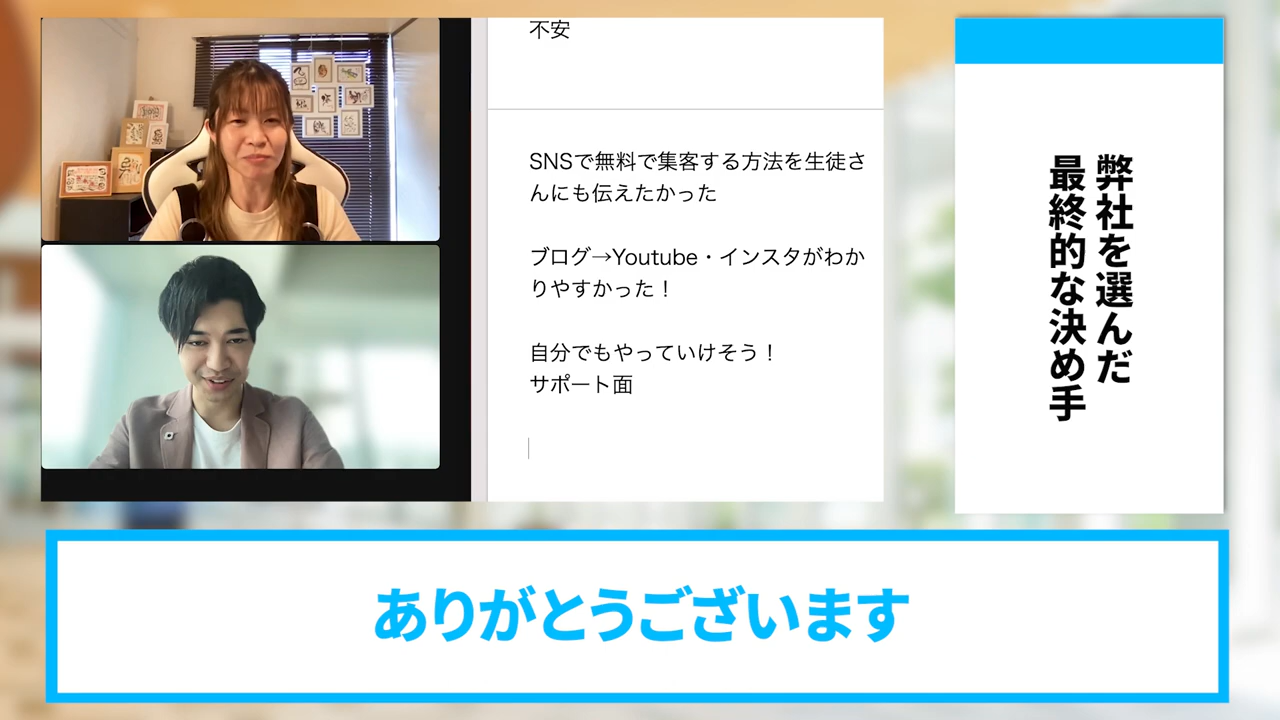 不安
SNSで無料で集客する方法を生徒さ
んにも伝えたかった
ブログ→Youtube・インスタがわか
りやすかった！
自分でもやっていけそう！
サポート面
弊社を選んだ
最終的な決め手
ありがとうございます